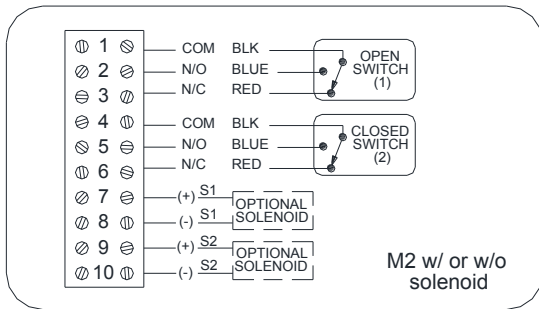 1 COM BLK
2 N/O BLUE
3 N/C RED
OPEN
SWITCH
(1)
4 COM BLK
5 N/O BLUE
6 N/C RED
CLOSED
SWITCH
(2)
7 (+) S1
8 (-) S1
OPTIONAL
SOLENOID
9 (+) S2
10 (-) S2
OPTIONAL
SOLENOID
M2 w/ or w/o
solenoid